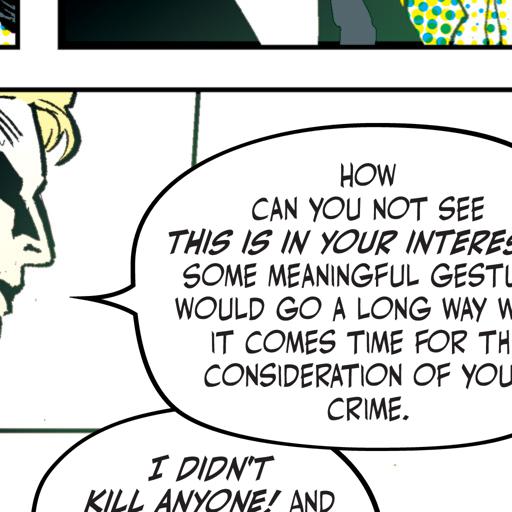 HOW
CAN YOU NOT SEE
THIS IS IN YOUR
SOME MEANINGFUL
WOULD GO A LONG WAY
IT COMES TIME FOR
CONSIDERATION OF
CRIME.
I DIDN'T
KILL ANYONE! AND